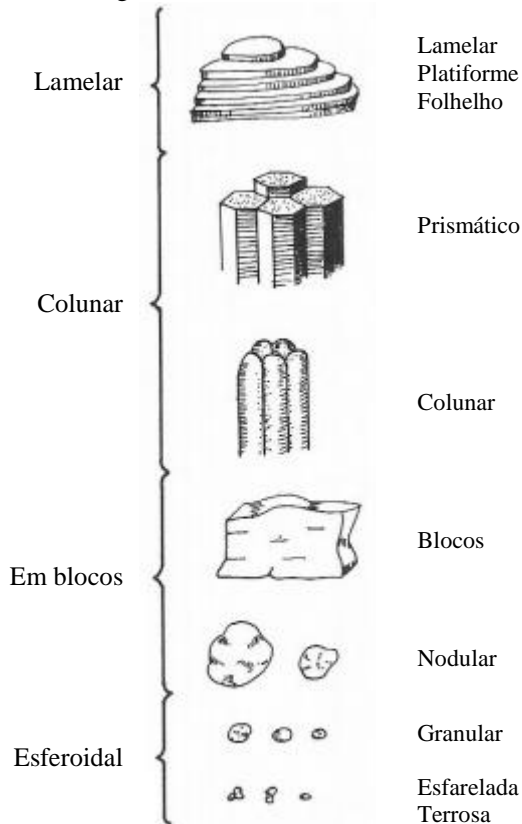 Lamelar
Lamelar
Platiforme
Folhelho
Prismático
Colunar
Colunar
Blocos
Em blocos
Nodular
Granular
Esferoidal
Esfarelada
Terrosa